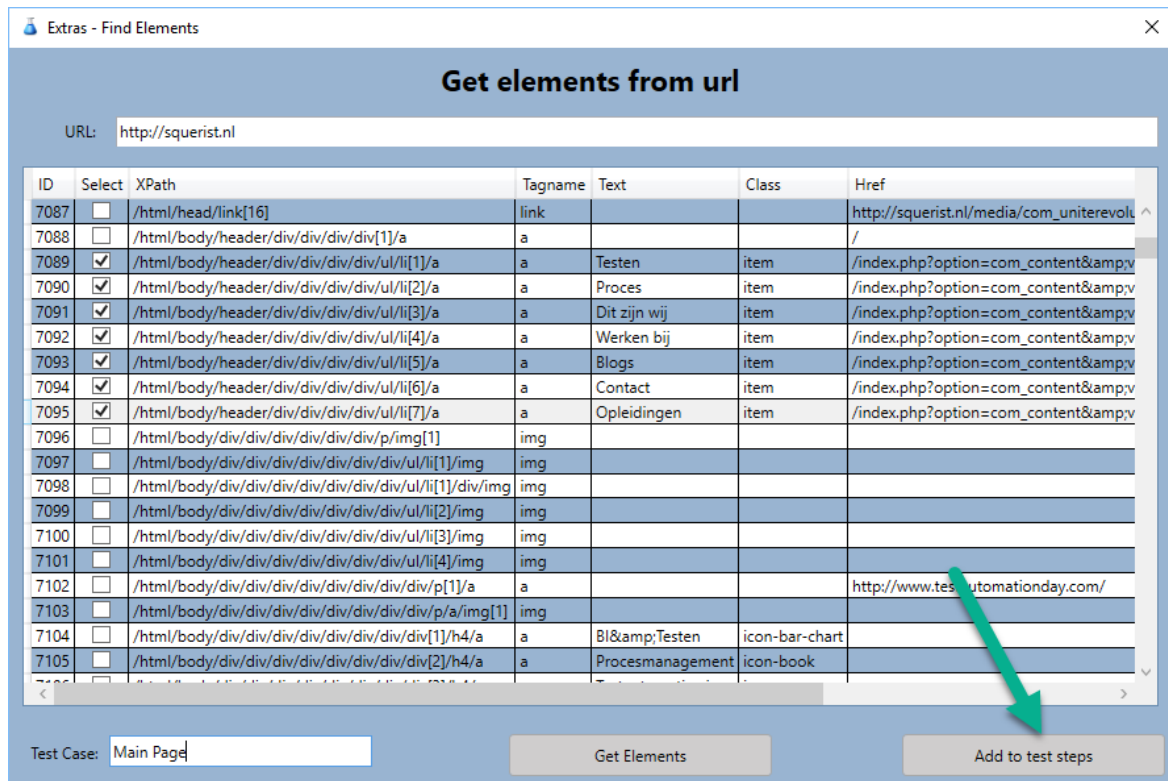 Extras - Find Elements
Get elements from url
URL: http://squerist.nl
ID Select XPath Tagname Text Class Href
7087 /html/head/link[16] link http://squerist.nl/media/com_uniterevolu
7088 /html/body/header/div/div/div/div[1]/a a /
7089 /html/body/header/div/div/div/div/ul/li[1]/a a Testen item /index.php?option=com_content&amp;v
7090 /html/body/header/div/div/div/div/ul/li[2]/a a Proces item /index.php?option=com_content&amp;v
7091 /html/body/header/div/div/div/div/ul/li[3]/a a Dit zijn wij item /index.php?option=com_content&amp;v
7092 /html/body/header/div/div/div/div/ul/li[4]/a a Werken bij item /index.php?option=com_content&amp;v
7093 /html/body/header/div/div/div/div/ul/li[5]/a a Blogs item /index.php?option=com_content&amp;v
7094 /html/body/header/div/div/div/div/ul/li[6]/a a Contact item /index.php?option=com_content&amp;v
7095 /html/body/header/div/div/div/div/ul/li[7]/a a Opleidingen item /index.php?option=com_content&amp;v
7096 /html/body/div/div/div/div/div/div/p/img[1] img
7097 /html/body/div/div/div/div/div/div/div/ul/li[1]/img img
7098 /html/body/div/div/div/div/div/div/div/ul/li[1]/div/img img
7099 /html/body/div/div/div/div/div/div/div/ul/li[2]/img img
7100 /html/body/div/div/div/div/div/div/div/ul/li[3]/img img
7101 /html/body/div/div/div/div/div/div/div/ul/li[4]/img img
7102 /html/body/div/div/div/div/div/div/div/div/p[1]/a a http://www.testautomationday.com/
7103 /html/body/div/div/div/div/div/div/div/div/p/a/img[1] img
7104 /html/body/div/div/div/div/div/div/div/div[1]/h4/a a BI&amp;Testen icon-bar-chart
7105 /html/body/div/div/div/div/div/div/div/div[2]/h4/a a Procesmanagement icon-book
Test Case: Main Page Get Elements Add to test steps